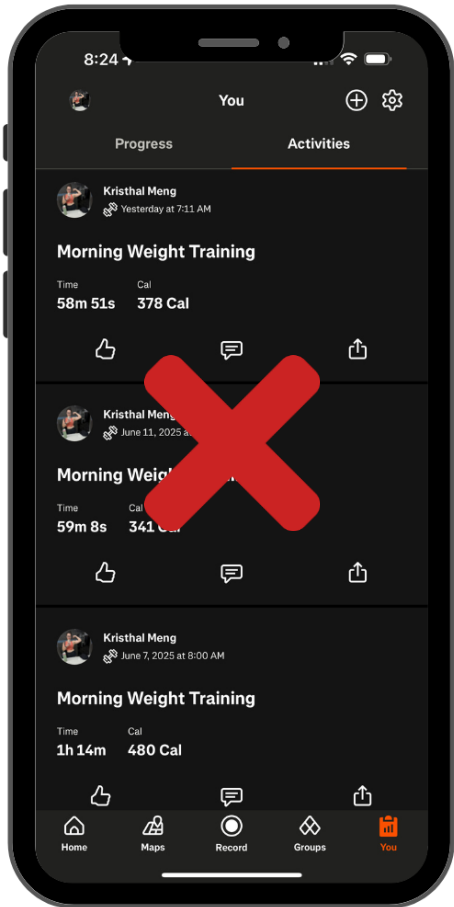 8:24
You
Progress Activities
Kristhal Meng
Yesterday at 7:11 AM
Morning Weight Training
Time Cal
58m 51s 378 Cal
Kristhal Meng
June 11, 2025
Morning
Time
59m 8s 341
Kristhal Meng
June 7, 2025 at 8:00 AM
Morning Weight Training
Time Cal
1h 14m 480 Cal
Home Maps Record Groups You